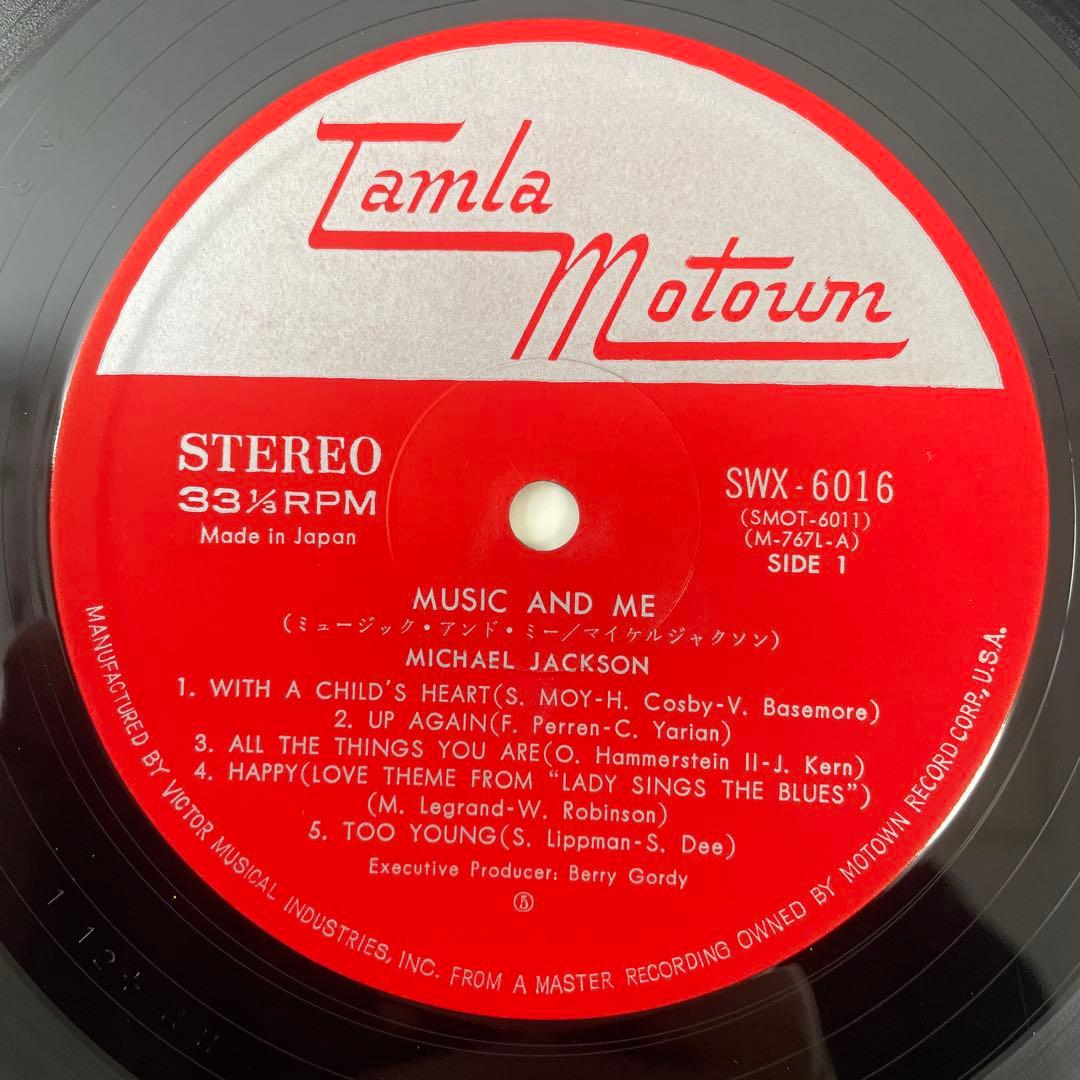 Tamla
Motown
STEREO
33⅓ RPM
Made in Japan
SWX-6016
(SMOT-6011)
(M-767L-A)
SIDE 1
MUSIC AND ME
(ミュージック・アンド・ミー/マイケルジャクソン)
MICHAEL JACKSON
1. WITH A CHILD'S HEART(S. MOY-H. Cosby-V. Basemore)
2. UP AGAIN(F. Perren-C. Yarian)
3. ALL THE THINGS YOU ARE(O. Hammerstein II-J. Kern)
4. HAPPY(LOVE THEME FROM "LADY SINGS THE BLUES")
(M. Legrand-W. Robinson)
5. TOO YOUNG(S. Lippman-S. Dee)
Executive Producer: Berry Gordy
⑤
MANUFACTURED BY VICTOR MUSICAL INDUSTRIES, INC. FROM A MASTER RECORDING OWNED BY MOTOWN RECORD CORP., U.S.A.